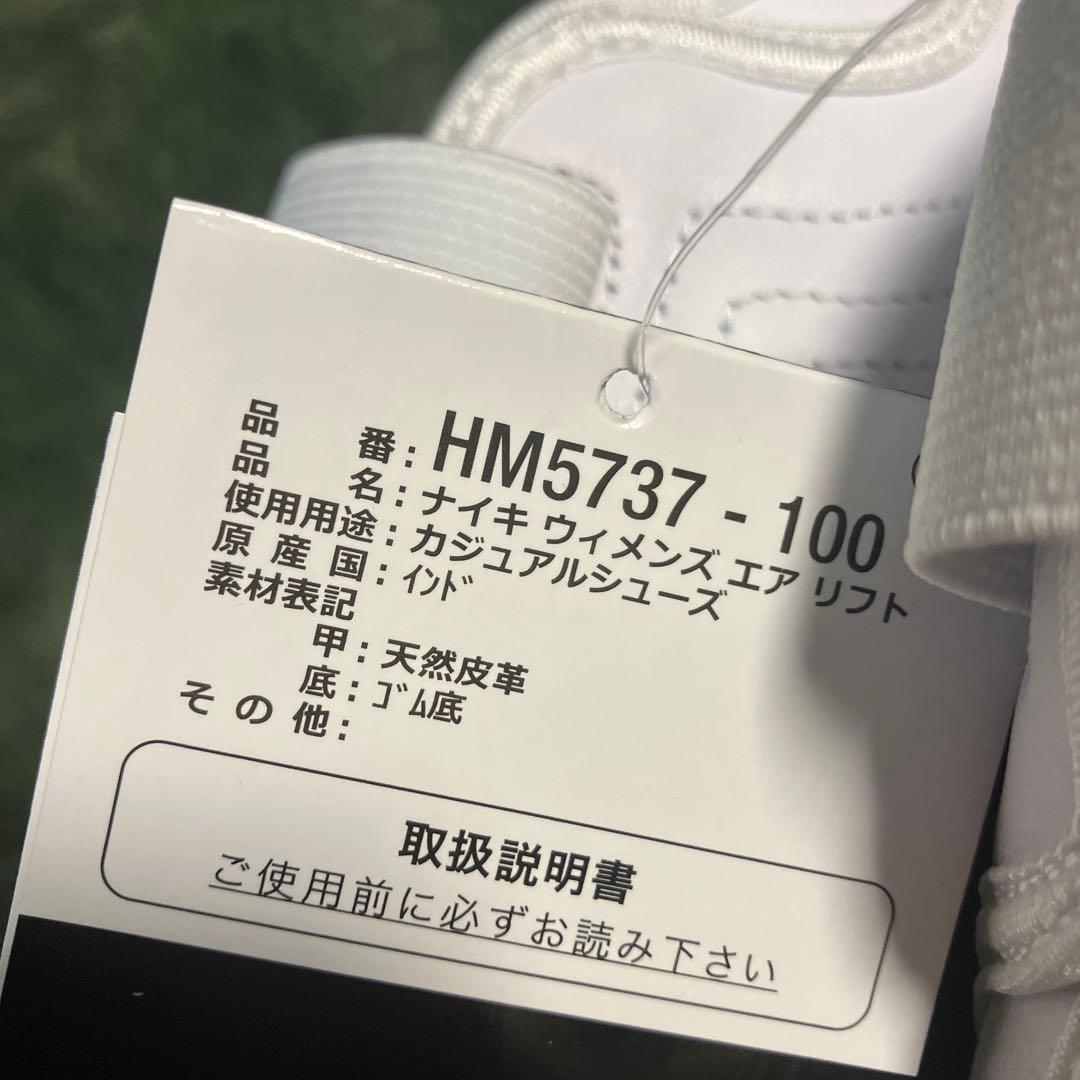 品番:HM5737 - 100
品名:ナイキ ウィメンズ エア リフト
使用用途:カジュアルシューズ
原産国:ｲﾝﾄﾞ
素材表記
甲:天然皮革
底:ｺﾞﾑ底
その他:
取扱説明書
ご使用前に必ずお読み下さい